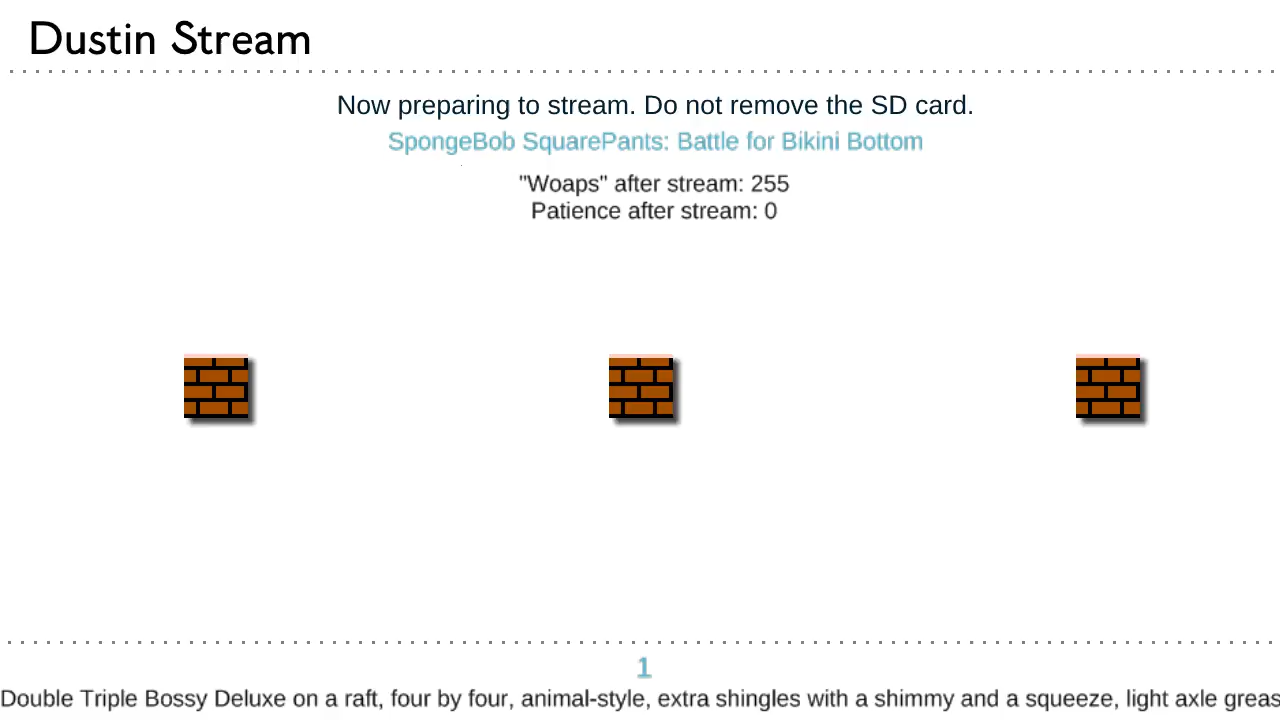 Dustin Stream
Now preparing to stream. Do not remove the SD card.
SpongeBob SquarePants: Battle for Bikini Bottom
"Woaps" after stream: 255
Patience after stream: 0
1
Double Triple Bossy Deluxe on a raft, four by four, animal-style, extra shingles with a shimmy and a squeeze, light axle greas